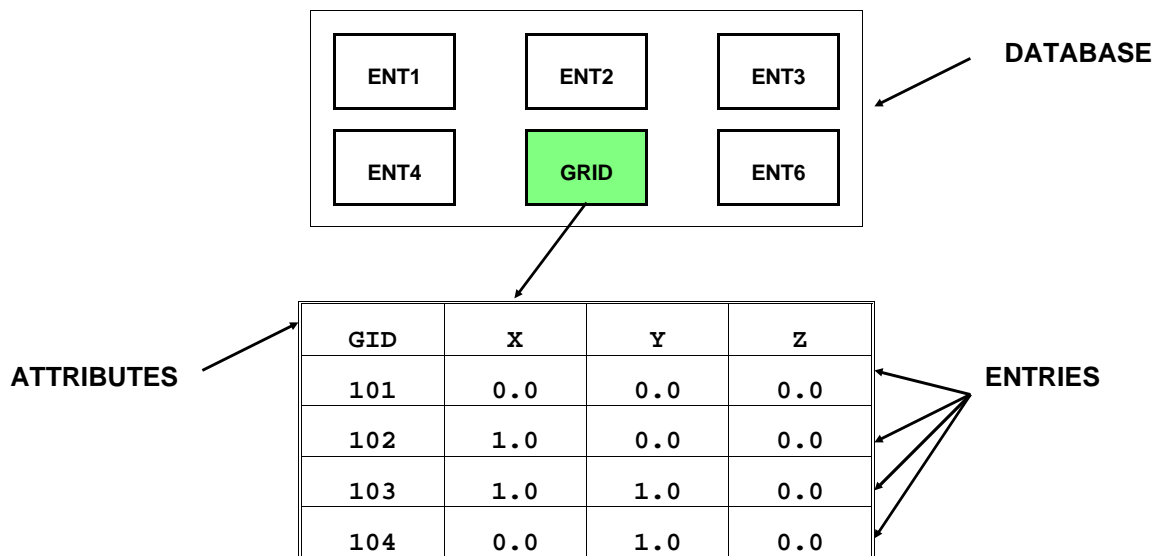 DATABASE
ENT1 ENT2 ENT3
ENT4 GRID ENT6
GID X Y Z
ATTRIBUTES
ENTRIES
101 0.0 0.0 0.0
102 1.0 0.0 0.0
103 1.0 1.0 0.0
104 0.0 1.0 0.0